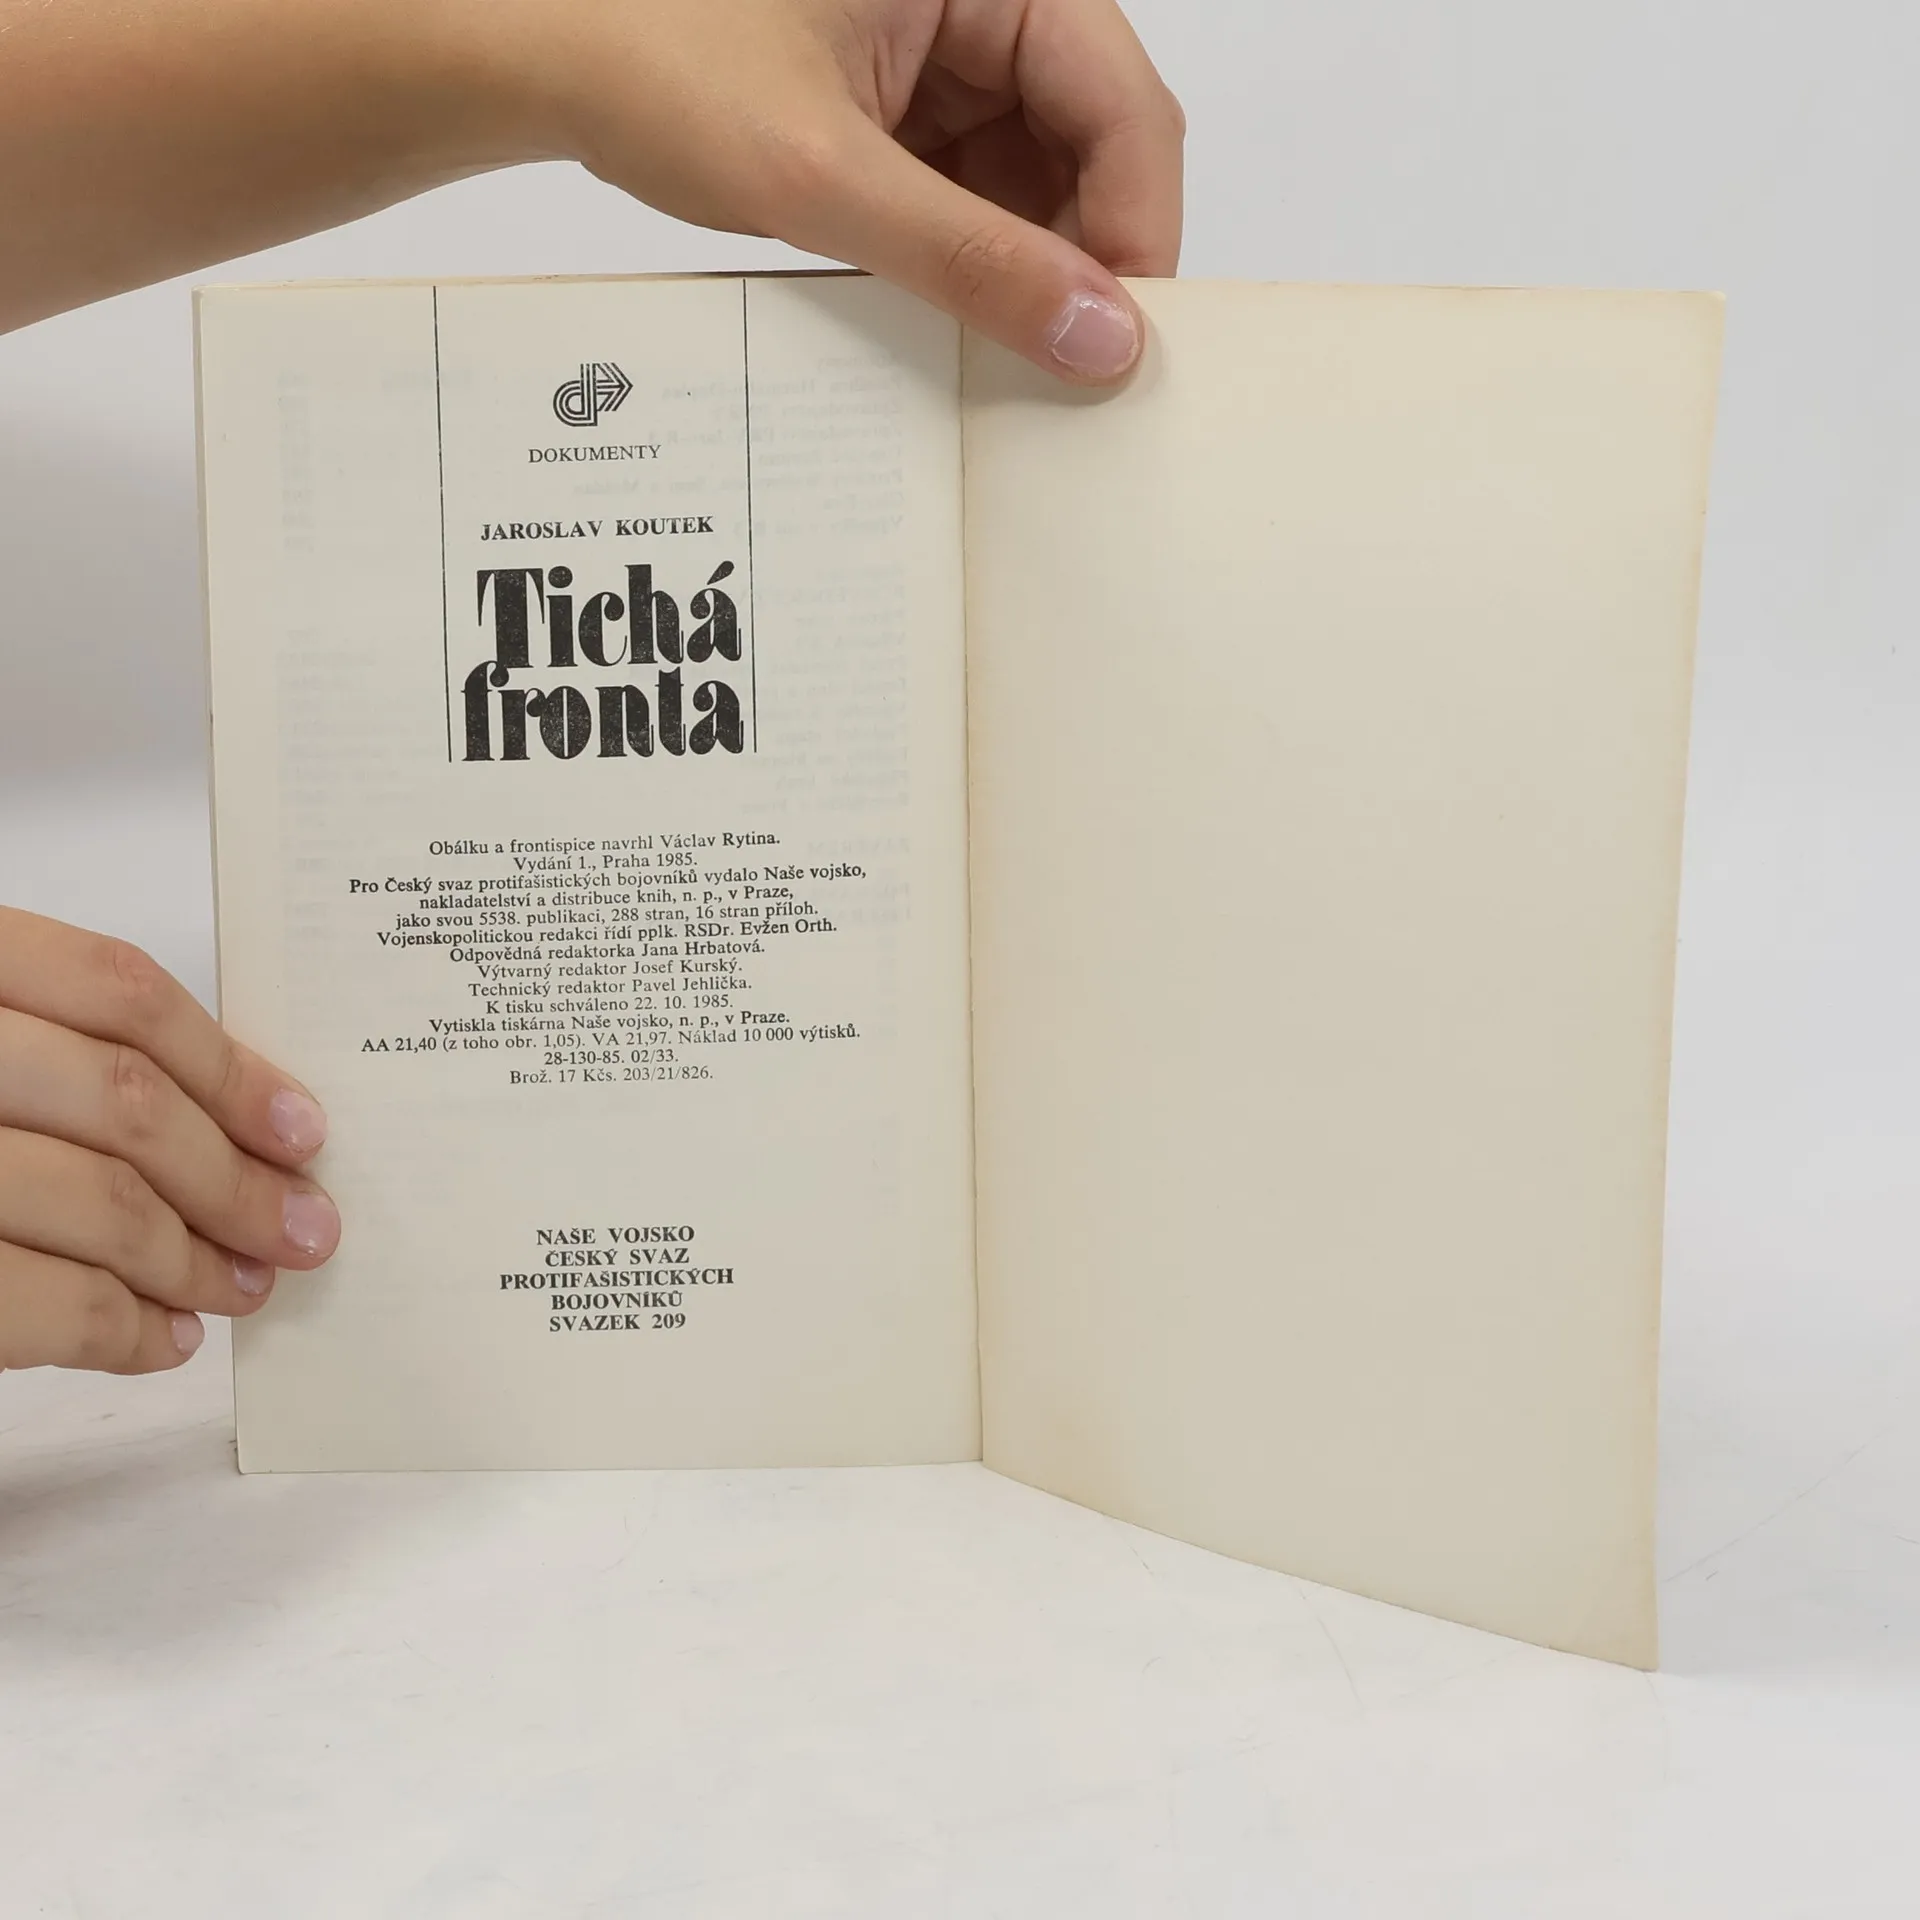 DOKUMENTY
JAROSLAV KOUTEK
Tichá
fronta
Obálku a frontispice navrhl Václav Rytina.
Vydání 1., Praha 1985.
Pro Český svaz protifašistických bojovníků vydalo Naše vojsko,
nakladatelství a distribuce knih, n. p., v Praze,
jako svou 5538. publikaci, 288 stran, 16 stran příloh.
Vojenskopolitickou redakci řídí pplk. RSDr. Evžen Orth.
Odpovědná redaktorka Jana Hrbatová.
Výtvarný redaktor Josef Kurský.
Technický redaktor Pavel Jehlička.
K tisku schváleno 22. 10. 1985.
Vytiskla tiskárna Naše vojsko, n. p., v Praze.
AA 21,40 (z toho obr. 1,05). VA 21,97. Náklad 10 000 výtisků.
28-130-85. 02/33.
Brož. 17 Kčs. 203/21/826.
NAŠE VOJSKO
ČESKÝ SVAZ
PROTIFAŠISTICKÝCH
BOJOVNÍKŮ
SVAZEK 209